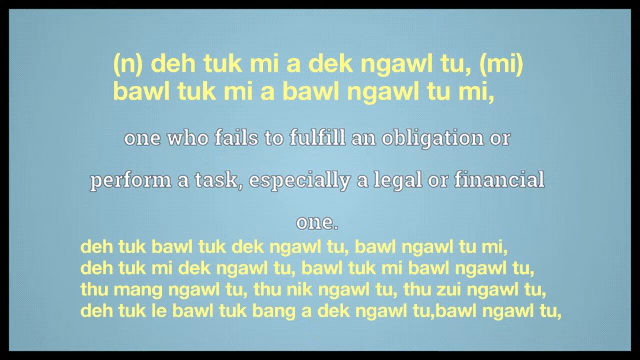 (n) deh tuk mi a dek ngawl tu, (mi)
bawl tuk mi a bawl ngawl tu mi,
one who fails to fulfill an obligation or
perform a task, especially a legal or financial
one.
deh tuk bawl tuk dek ngawl tu, bawl ngawl tu mi,
deh tuk mi dek ngawl tu, bawl tuk mi bawl ngawl tu,
thu mang ngawl tu, thu nik ngawl tu, thu zui ngawl tu,
deh tuk le bawl tuk bang a dek ngawl tu,bawl ngawl tu,